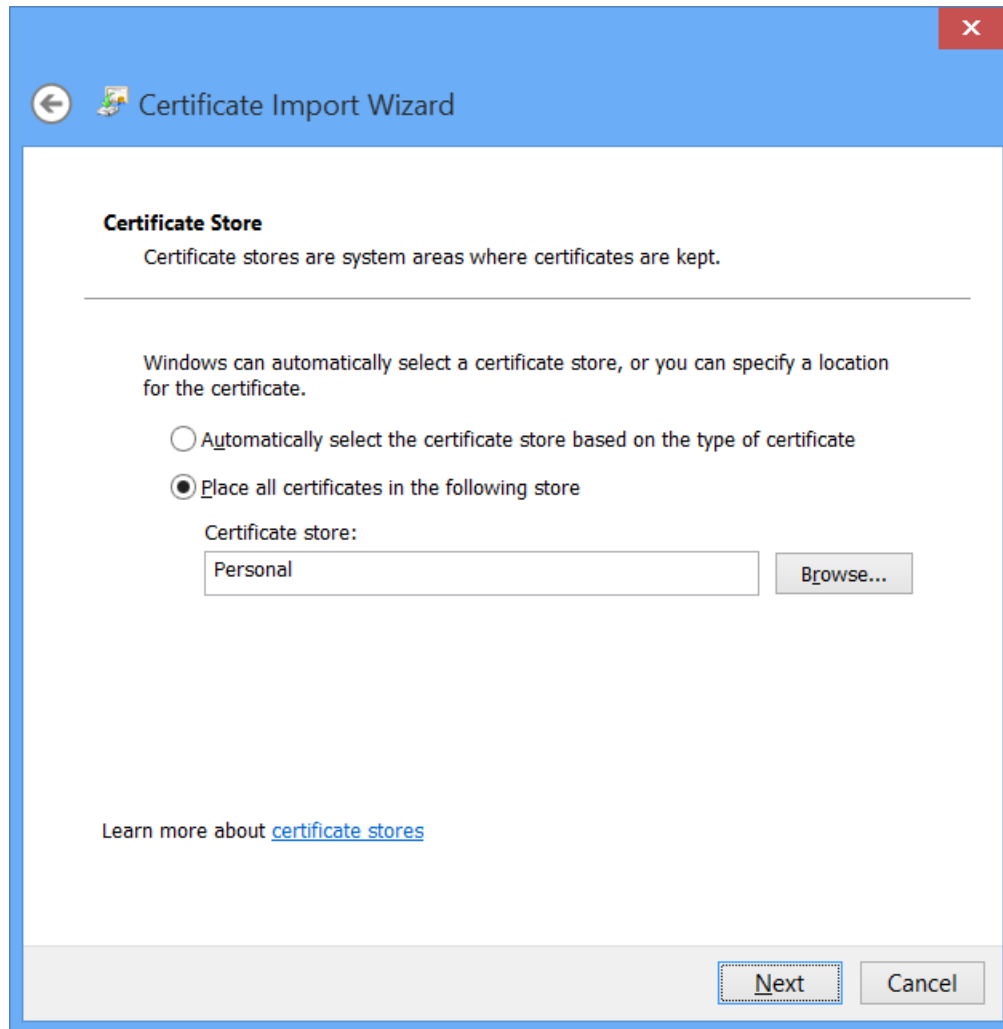 Certificate Import Wizard
Certificate Store
Certificate stores are system areas where certificates are kept.
Windows can automatically select a certificate store, or you can specify a location
for the certificate.
Automatically select the certificate store based on the type of certificate
Place all certificates in the following store
Certificate store:
Personal
Browse...
Learn more about certificate stores
Next
Cancel